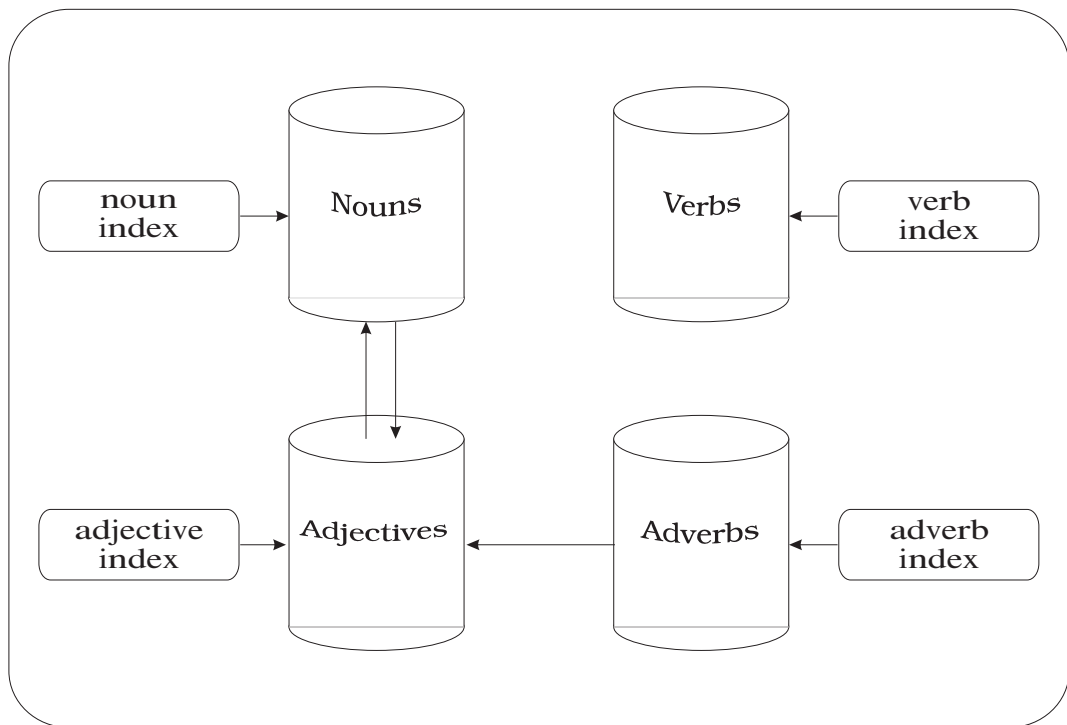 noun
index
Nouns
Verbs
verb
index
adjective
index
Adjectives
Adverbs
adverb
index